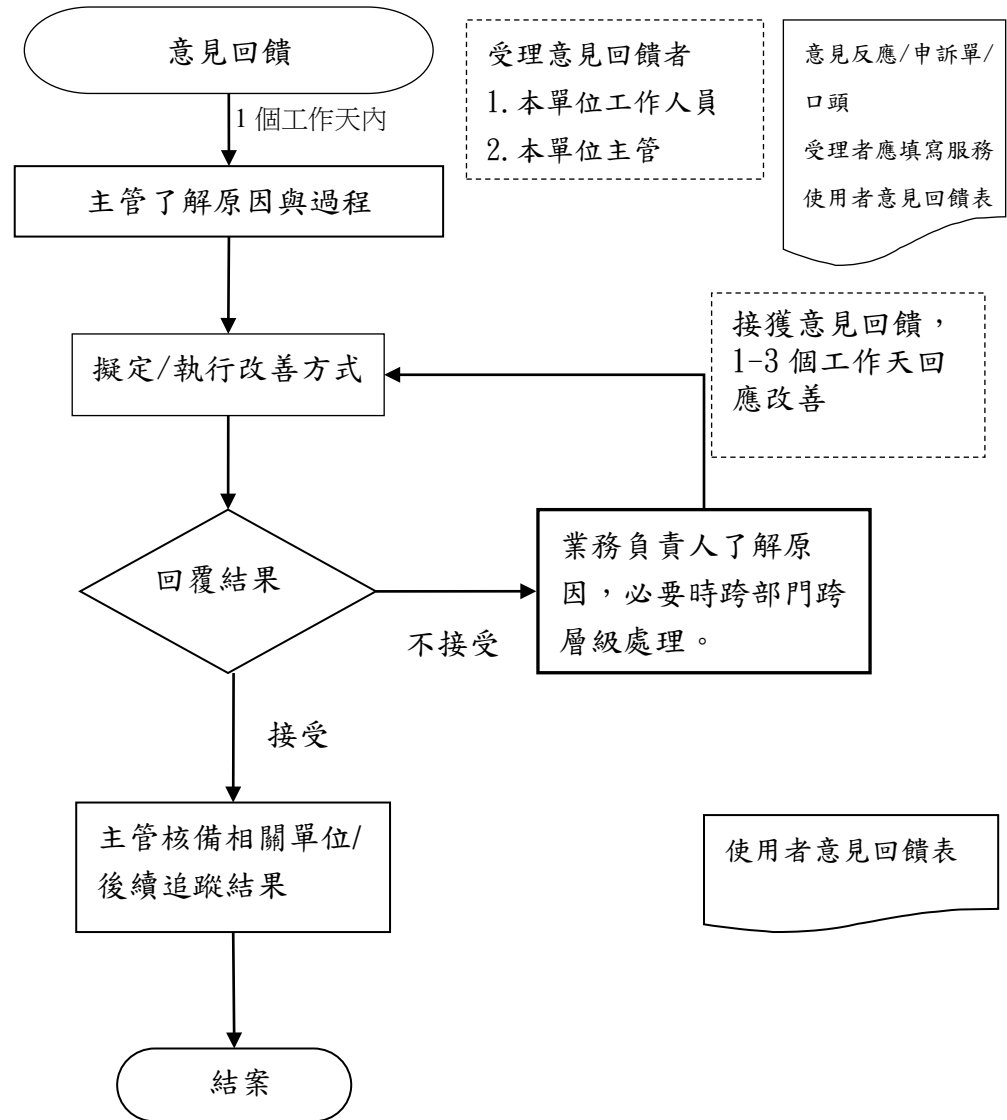 意見回饋
受理意見回饋者
1.本單位工作人員
2.本單位主管
意見反應/申訴單/
口頭
受理者應填寫服務
使用者意見回饋表
1 個工作天內
主管了解原因與過程
接獲意見回饋，
1-3 個工作天回
應改善
擬定/執行改善方式
回覆結果
不接受
業務負責人了解原
因，必要時跨部門跨
層級處理。
接受
主管核備相關單位/
後續追蹤結果
使用者意見回饋表
結案